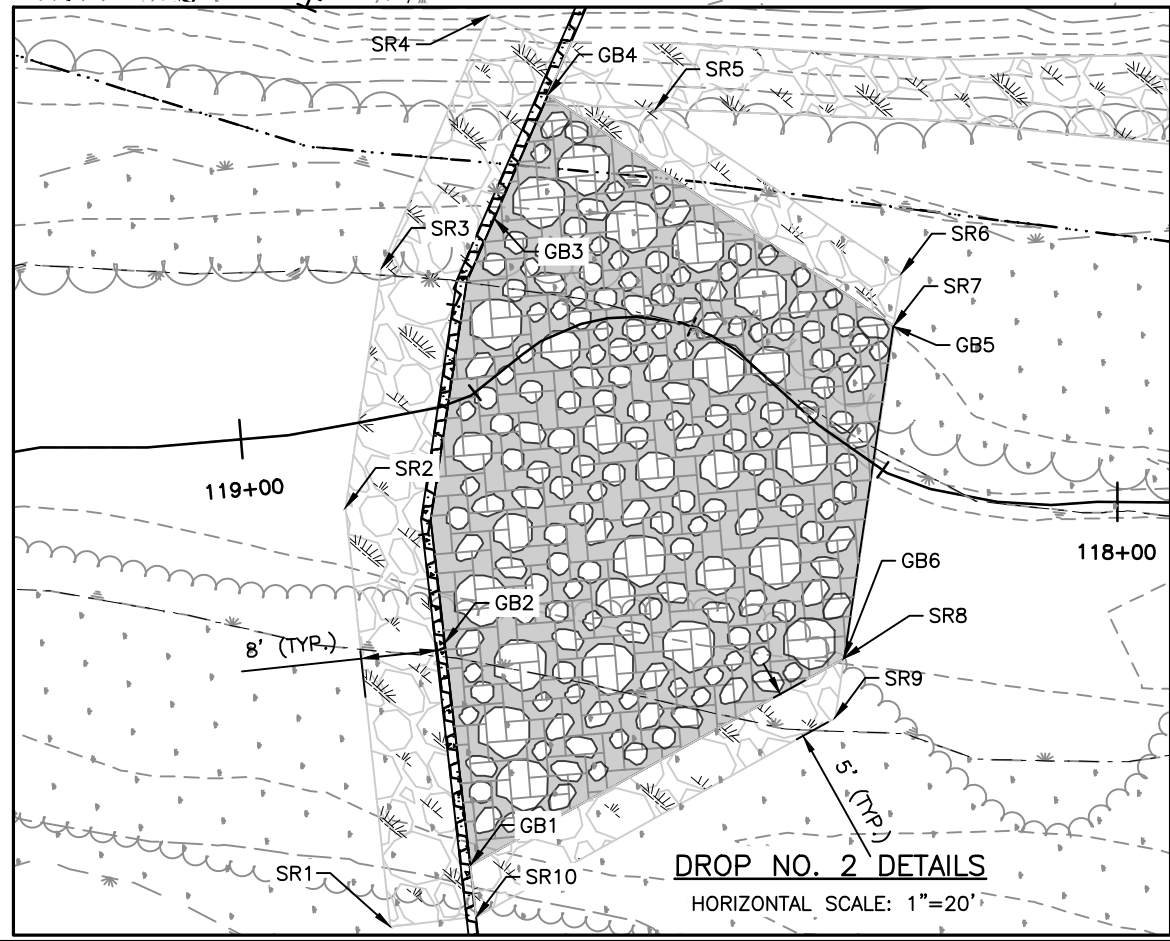 SR4
GB4
SR5
SR3
GB3
SR6
SR7
GB5
SR2
119+00
118+00
GB6
GB2
SR8
8' (TYP.)
SR9
5' (TYP.)
GB1
SR1
SR10
DROP NO. 2 DETAILS
HORIZONTAL SCALE: 1"=20'